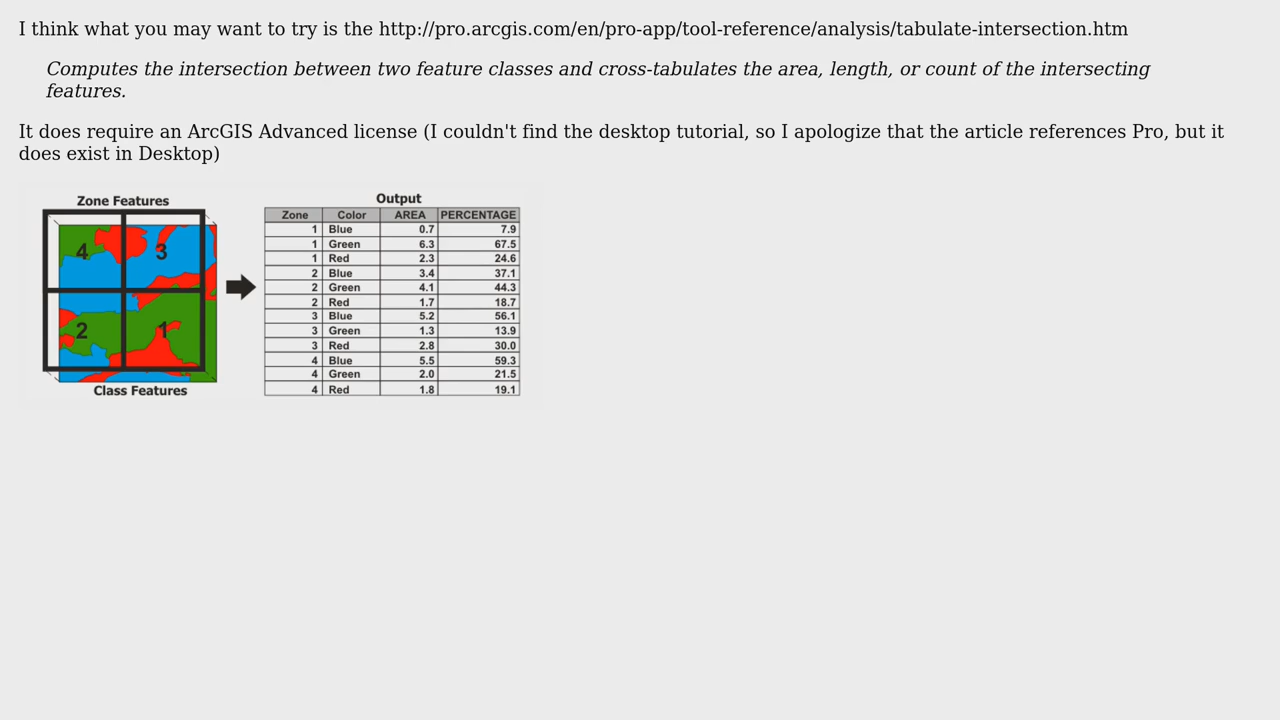 I think what you may want to try is the http://pro.arcgis.com/en/pro-app/tool-reference/analysis/tabulate-intersection.htm
Computes the intersection between two feature classes and cross-tabulates the area, length, or count of the intersecting
features.
It does require an ArcGIS Advanced license (I couldn't find the desktop tutorial, so I apologize that the article references Pro, but it
does exist in Desktop)
Zone Features
4 3
2 1
Class Features
Output
Zone Color AREA PERCENTAGE
1 Blue 0.7 7.9
1 Green 6.3 67.5
1 Red 2.3 24.6
2 Blue 3.4 37.1
2 Green 4.1 44.3
2 Red 1.7 18.7
3 Blue 5.2 56.1
3 Green 1.3 13.9
3 Red 2.8 30.0
4 Blue 5.5 59.3
4 Green 2.0 21.5
4 Red 1.8 19.1